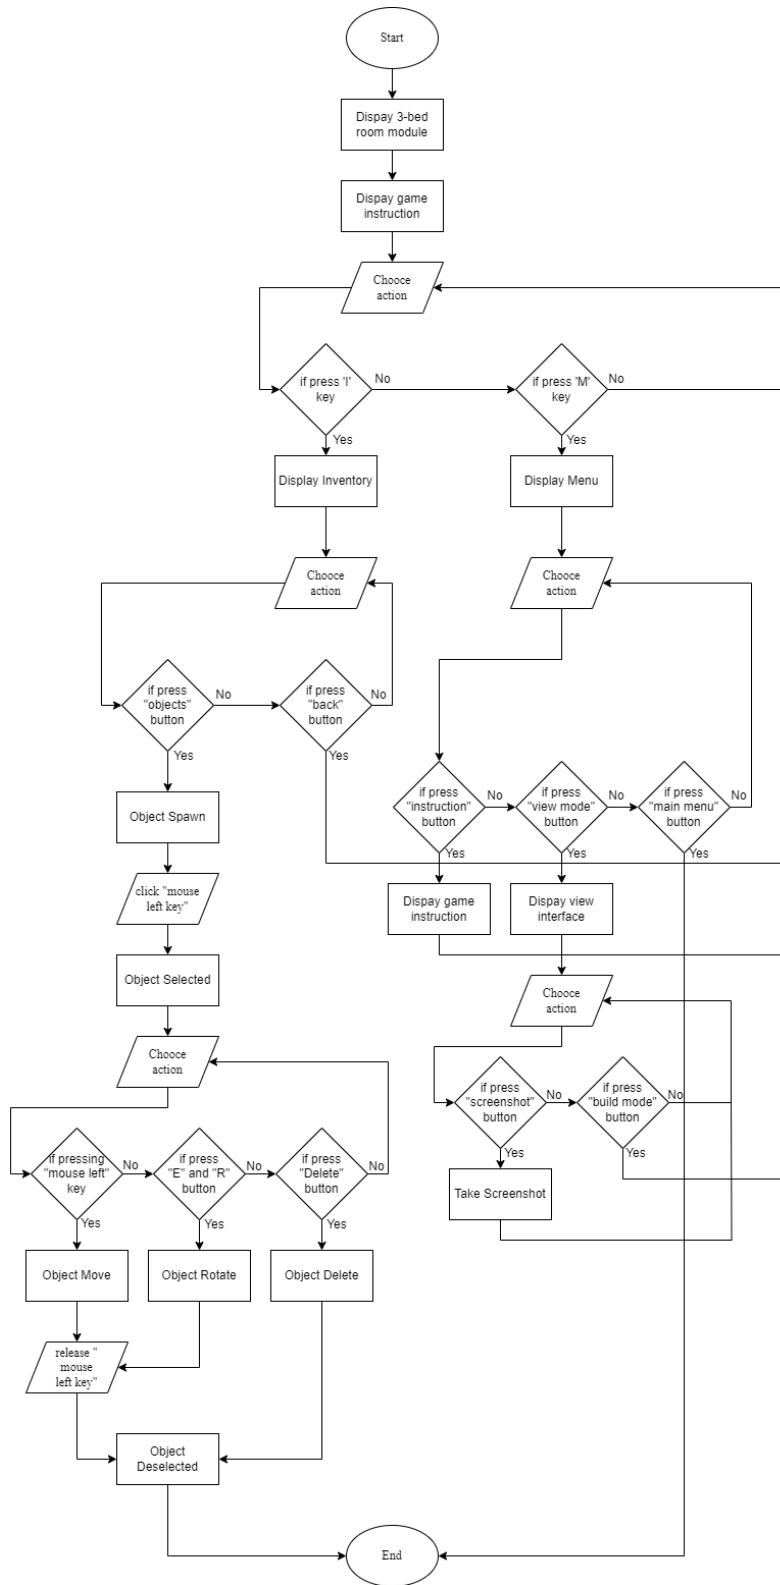 Start
Dispay 3-bed
room module
Dispay game
instruction
Chooce
action
if press 'I'
key
No
if press 'M'
key
No
Yes
Yes
Display Inventory
Display Menu
Chooce
action
Chooce
action
if press
"objects"
button
No
if press
"back"
button
No
Yes
Yes
if press
"instruction"
button
No
if press
"view mode"
button
No
if press
"main menu"
button
No
Yes
Yes
Yes
Object Spawn
click "mouse
left key"
Dispay game
instruction
Dispay view
interface
Object Selected
Chooce
action
Chooce
action
if press
"screenshot"
button
No
if press
"build mode"
button
No
Yes
Yes
if pressing
"mouse left"
key
No
if press
"E" and "R"
button
No
if press
"Delete"
button
No
Yes
Yes
Yes
Take Screenshot
Object Move
Object Rotate
Object Delete
release "
mouse
left key"
Object
Deselected
End